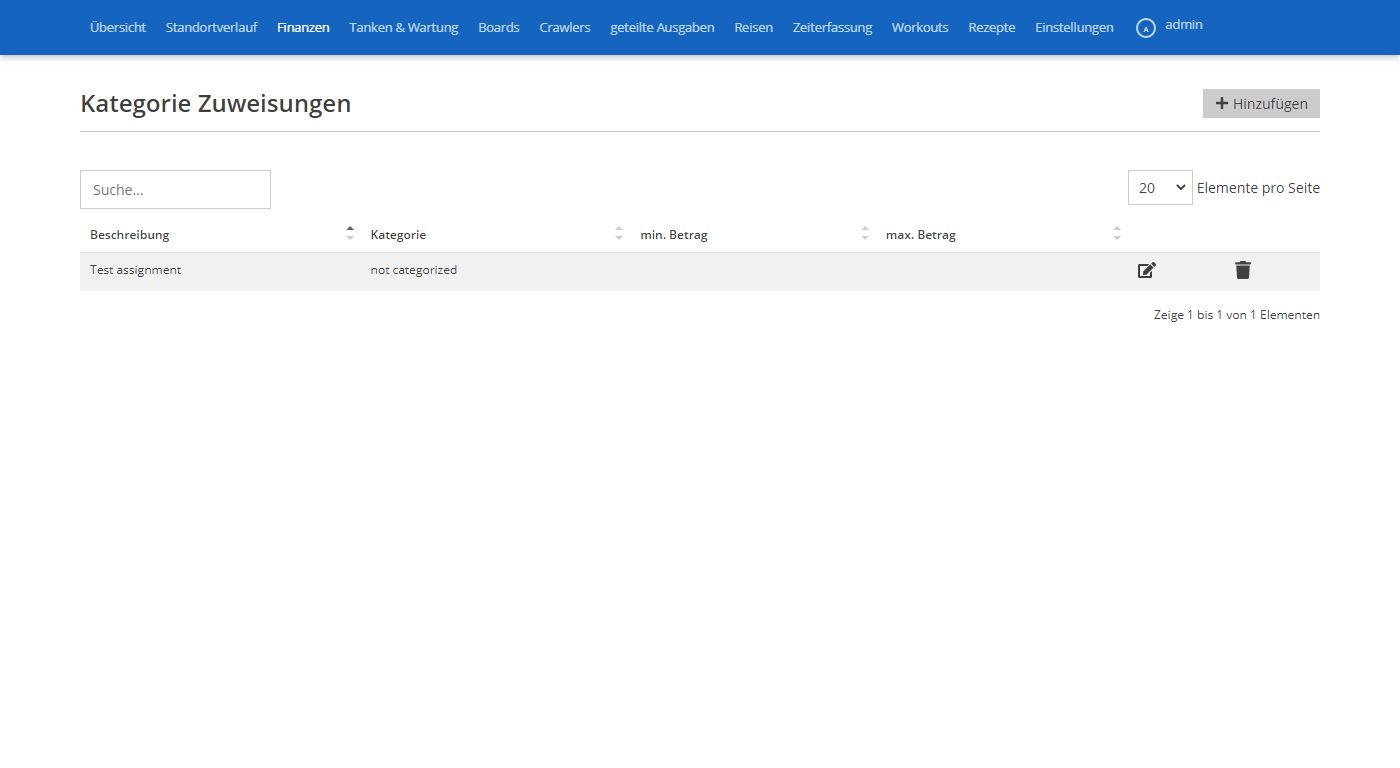 Übersicht Standortverlauf Finanzen Tanken & Wartung Boards Crawlers geteilte Ausgaben Reisen Zeiterfassung Workouts Rezepte Einstellungen A admin
Kategorie Zuweisungen Hinzufügen
Suche... 20 Elemente pro Seite
Beschreibung Kategorie min. Betrag max. Betrag
Test assignment not categorized
Zeige 1 bis 1 von 1 Elementen